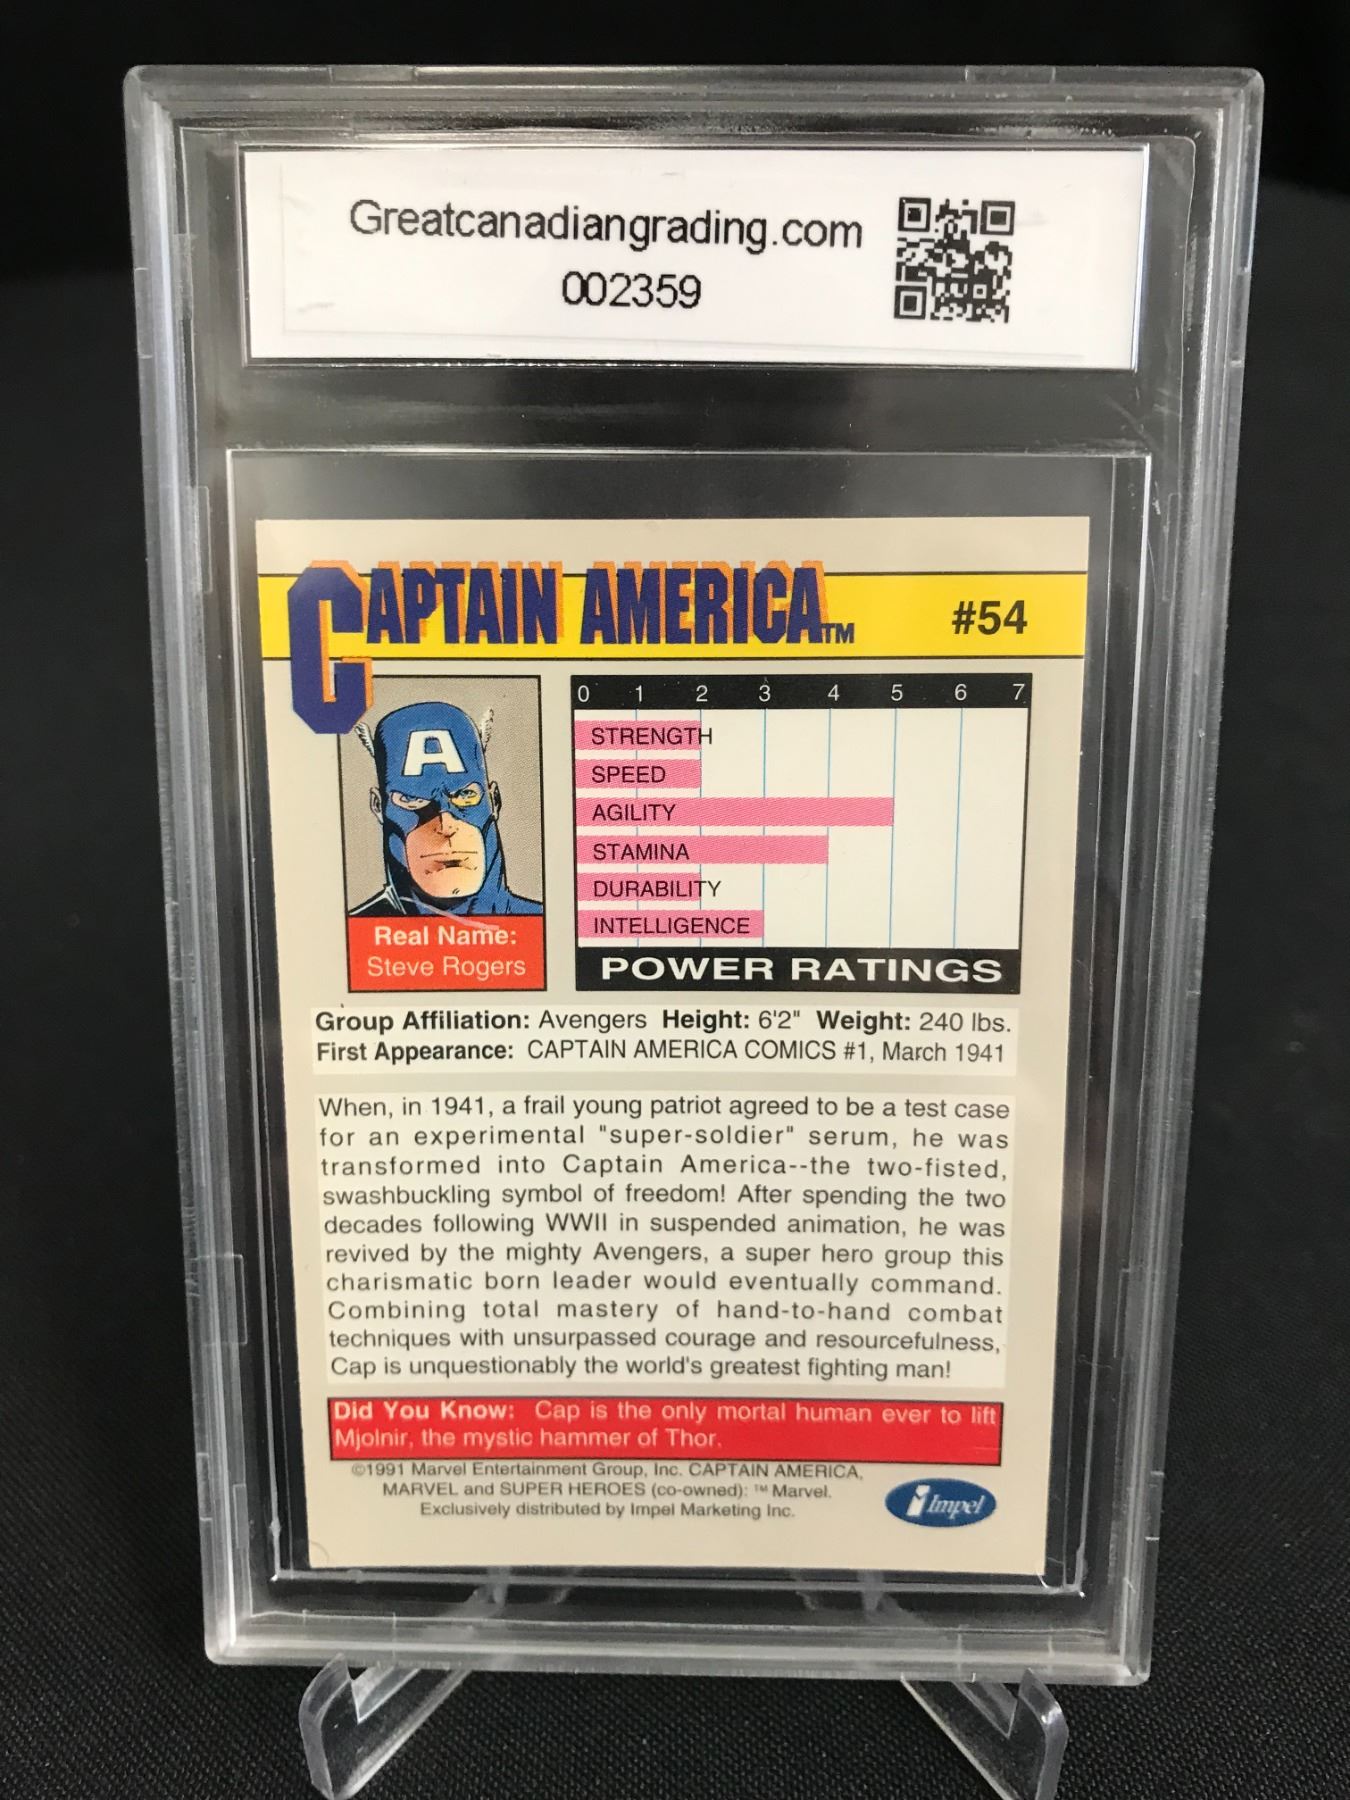 Greatcanadiangrading.com
002359
CAPTAIN AMERICA™
#54
A
Real Name:
Steve Rogers
0 1 2 3 4 5 6 7
STRENGTH
SPEED
AGILITY
STAMINA
DURABILITY
INTELLIGENCE
POWER RATINGS
Group Affiliation: Avengers Height: 6'2" Weight: 240 lbs.
First Appearance: CAPTAIN AMERICA COMICS #1, March 1941
When, in 1941, a frail young patriot agreed to be a test case
for an experimental "super-soldier" serum, he was
transformed into Captain America--the two-fisted,
swashbuckling symbol of freedom! After spending the two
decades following WWII in suspended animation, he was
revived by the mighty Avengers, a super hero group this
charismatic born leader would eventually command.
Combining total mastery of hand-to-hand combat
techniques with unsurpassed courage and resourcefulness,
Cap is unquestionably the world's greatest fighting man!
Did You Know: Cap is the only mortal human ever to lift
Mjolnir, the mystic hammer of Thor.
©1991 Marvel Entertainment Group, Inc. CAPTAIN AMERICA,
MARVEL and SUPER HEROES (co-owned): ™ Marvel.
Exclusively distributed by Impel Marketing Inc.
i Impel